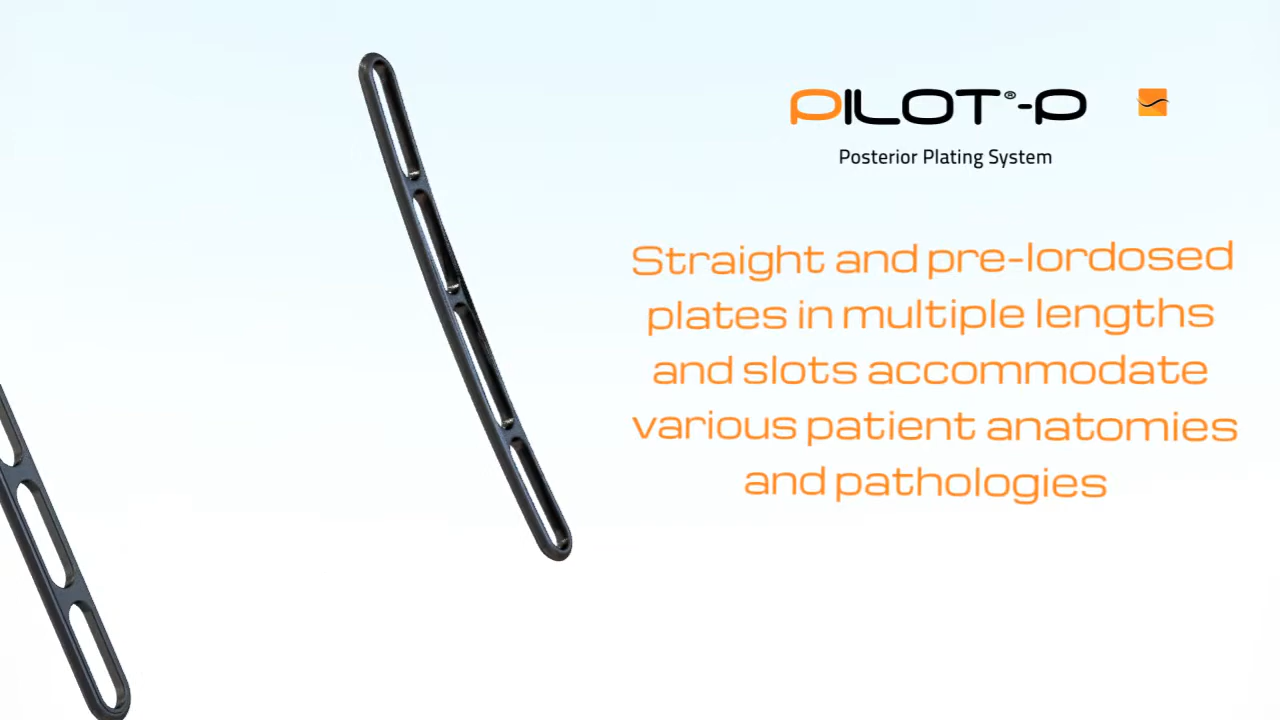 PILOT®-P
Posterior Plating System
Straight and pre-lordosed
plates in multiple lengths
and slots accommodate
various patient anatomies
and pathologies